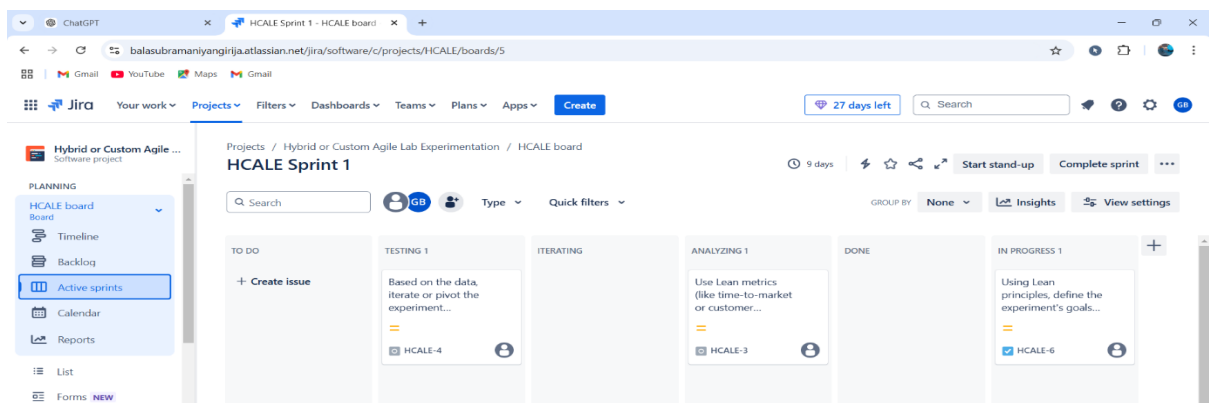 ChatGPT
HCALE Sprint 1 - HCALE board
balasubramaniyangirija.atlassian.net/jira/software/c/projects/HCALE/boards/5
Gmail YouTube Maps Gmail
Jira Your work Projects Filters Dashboards Teams Plans Apps Create 27 days left Search GB
Hybrid or Custom Agile ...
Software project
PLANNING
HCALE board
Board
Timeline
Backlog
Active sprints
Calendar
Reports
List
Forms NEW
Projects / Hybrid or Custom Agile Lab Experimentation / HCALE board
HCALE Sprint 1
9 days Start stand-up Complete sprint
Search GB Type Quick filters GROUP BY None Insights View settings
TO DO
+ Create issue
TESTING 1
Based on the data,
iterate or pivot the
experiment...
HCALE-4
ITERATING
ANALYZING 1
Use Lean metrics
(like time-to-market
or customer...
HCALE-3
DONE
IN PROGRESS 1
Using Lean
principles, define the
experiment's goals...
HCALE-6